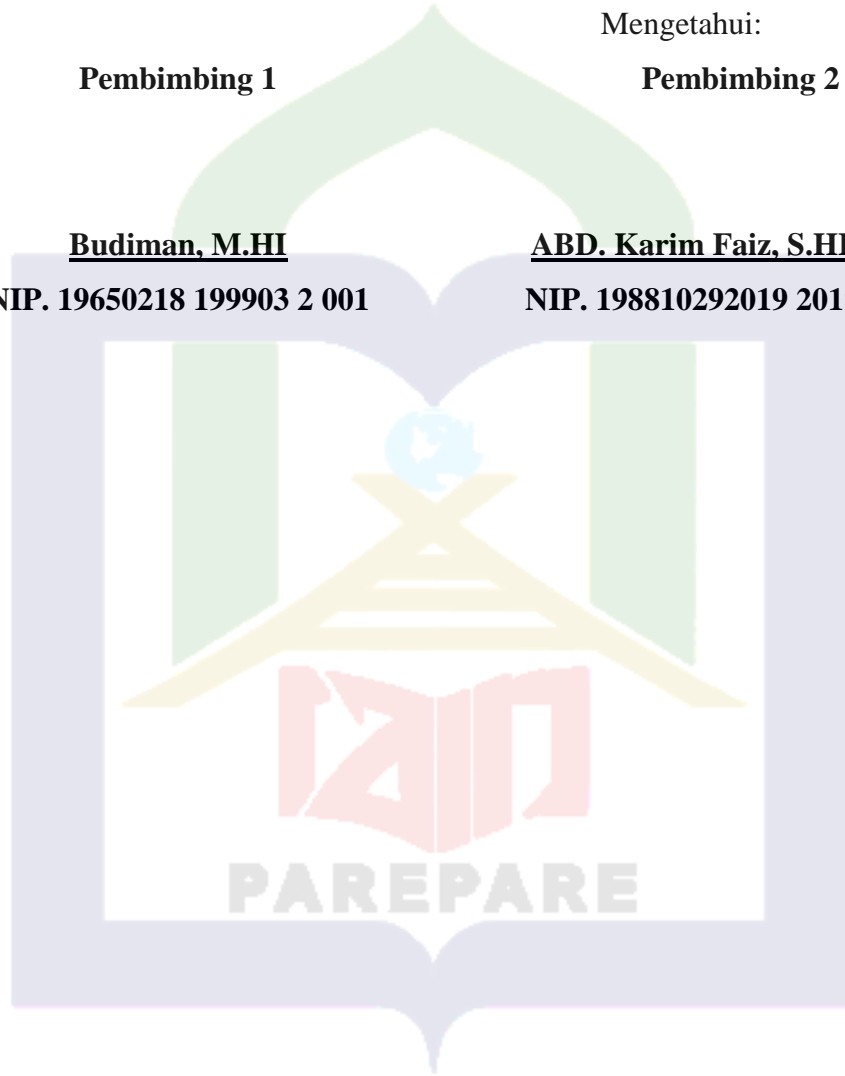 Mengetahui:
Pembimbing 1 Pembimbing 2
Budiman, M.HI ABD. Karim Faiz, S.HI
NIP. 19650218 199903 2 001 NIP. 198810292019 201
IAIN
PAREPARE